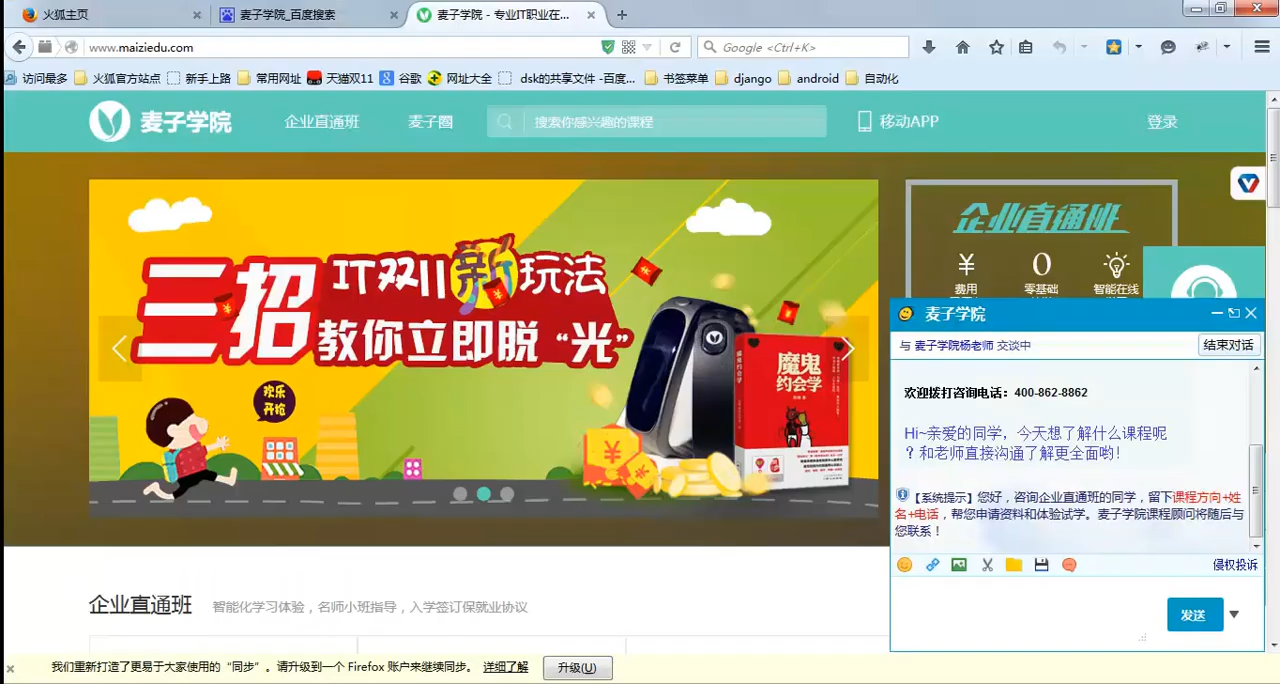 火狐主页
麦子学院_百度搜索
麦子学院 - 专业IT职业在...
www.maiziedu.com
Google <Ctrl+K>
访问最多
火狐官方站点
新手上路
常用网址
天猫双11
谷歌
网址大全
dsk的共享文件 -百度...
书签菜单
django
android
自动化
麦子学院
企业直通班
麦子圈
搜索你感兴趣的课程
移动APP
登录
三招
IT双11新玩法
教你立即脱“光”
欢乐
开抢
魔鬼
约会学
企业直通班
¥
费用
0
零基础
智能在线
麦子学院
与 麦子学院杨老师 交谈中
结束对话
欢迎拨打咨询电话：400-862-8862
Hi~亲爱的同学，今天想了解什么课程呢
？和老师直接沟通了解更全面哟！
【系统提示】您好，咨询企业直通班的同学，留下课程方向+姓
名+电话，帮您申请资料和体验试学。麦子学院课程顾问将随后与
您联系！
侵权投诉
发送
企业直通班
智能化学习体验，名师小班指导，入学签订保就业协议
我们重新打造了更易于大家使用的“同步”。请升级到一个 Firefox 账户来继续同步。
详细了解
升级(U)